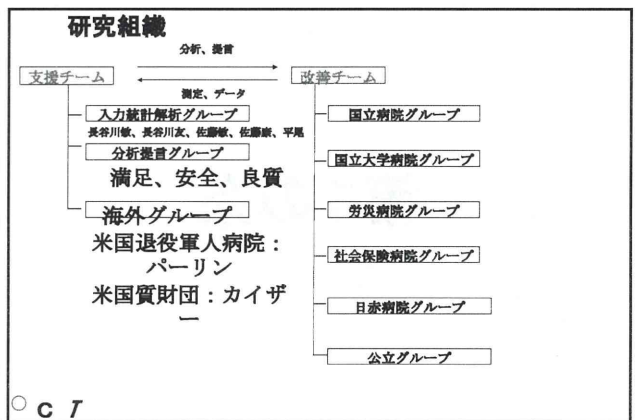 研究組織
分析、提言
支援チーム
改善チーム
測定、データ
入力統計解析グループ
長谷川敏、長谷川友、佐藤敏、佐藤康、平尾
分析提言グループ
満足、安全、良質
海外グループ
米国退役軍人病院：
パーリン
米国質財団：カイザ
ー
国立病院グループ
国立大学病院グループ
労災病院グループ
社会保険病院グループ
日赤病院グループ
公立グループ
○ C T